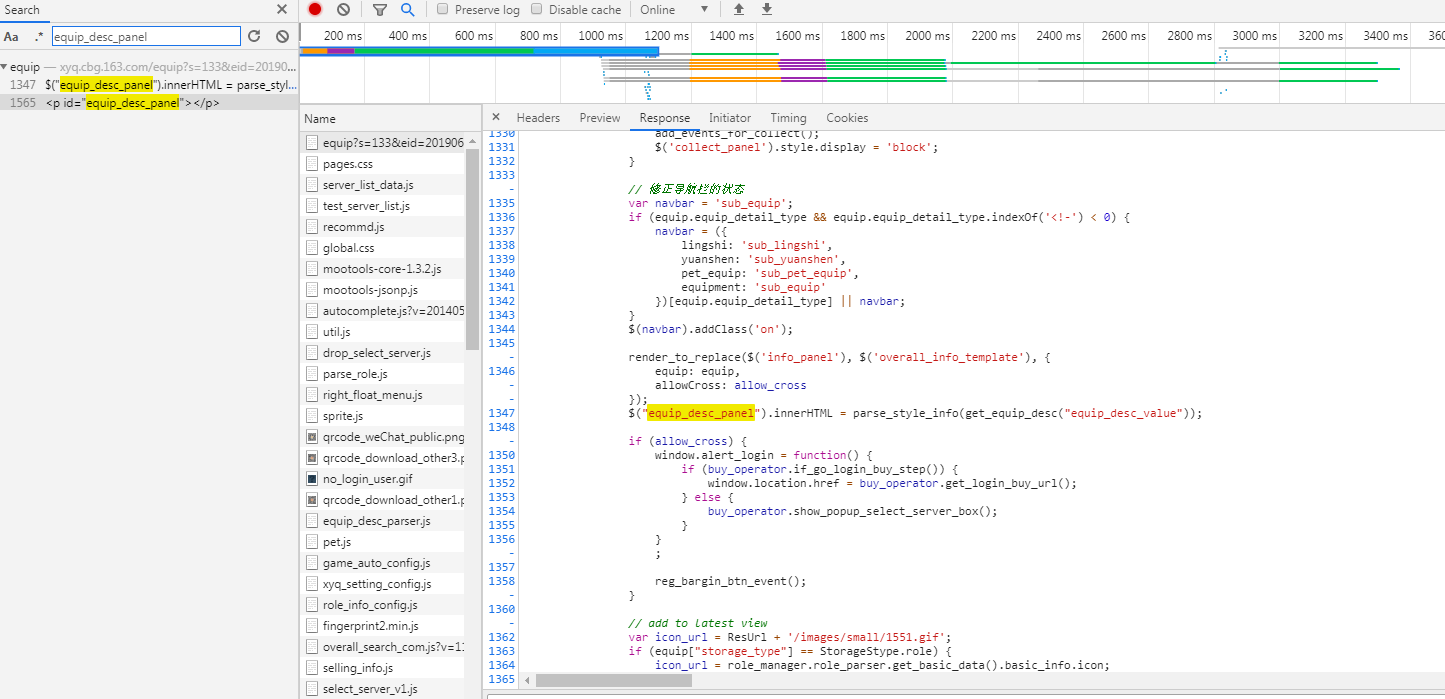 Search
Preserve log
Disable cache
Online
Aa .* equip_desc_panel
200 ms 400 ms 600 ms 800 ms 1000 ms 1200 ms 1400 ms 1600 ms 1800 ms 2000 ms 2200 ms 2400 ms 2600 ms 2800 ms 3000 ms 3200 ms 3400 ms 360
equip — xyq.cbg.163.com/equip?s=133&eid=20190...
1347 $("equip_desc_panel").innerHTML = parse_styl...
1565 <p id="equip_desc_panel"></p>
Name
equip?s=133&eid=201906
pages.css
server_list_data.js
test_server_list.js
recommd.js
global.css
mootools-core-1.3.2.js
mootools-jsonp.js
autocomplete.js?v=201405
util.js
drop_select_server.js
parse_role.js
right_float_menu.js
sprite.js
qrcode_weChat_public.png
qrcode_download_other3.p
no_login_user.gif
qrcode_download_other1.p
equip_desc_parser.js
pet.js
game_auto_config.js
xyq_setting_config.js
role_info_config.js
fingerprint2.min.js
overall_search_com.js?v=11
selling_info.js
select_server_v1.js
Headers Preview Response Initiator Timing Cookies
1330 add_events_for_collect();
1331 $('collect_panel').style.display = 'block';
1332 }
1333
- // 修正导航栏的状态
1335 var navbar = 'sub_equip';
1336 if (equip.equip_detail_type && equip.equip_detail_type.indexOf('<!-') < 0) {
1337 navbar = ({
1338 lingshi: 'sub_lingshi',
1339 yuanshen: 'sub_yuanshen',
1340 pet_equip: 'sub_pet_equip',
1341 equipment: 'sub_equip'
1342 })[equip.equip_detail_type] || navbar;
1343 }
1344 $(navbar).addClass('on');
1345
- render_to_replace($('info_panel'), $('overall_info_template'), {
1346 equip: equip,
- allowCross: allow_cross
- });
1347 $("equip_desc_panel").innerHTML = parse_style_info(get_equip_desc("equip_desc_value"));
1348
- if (allow_cross) {
1350 window.alert_login = function() {
1351 if (buy_operator.if_go_login_buy_step()) {
1352 window.location.href = buy_operator.get_login_buy_url();
1353 } else {
1354 buy_operator.show_popup_select_server_box();
1355 }
1356 }
- ;
1357
1358 reg_bargin_btn_event();
- }
1360
- // add to latest view
1362 var icon_url = ResUrl + '/images/small/1551.gif';
1363 if (equip["storage_type"] == StorageStype.role) {
1364 icon_url = role_manager.role_parser.get_basic_data().basic_info.icon;
1365